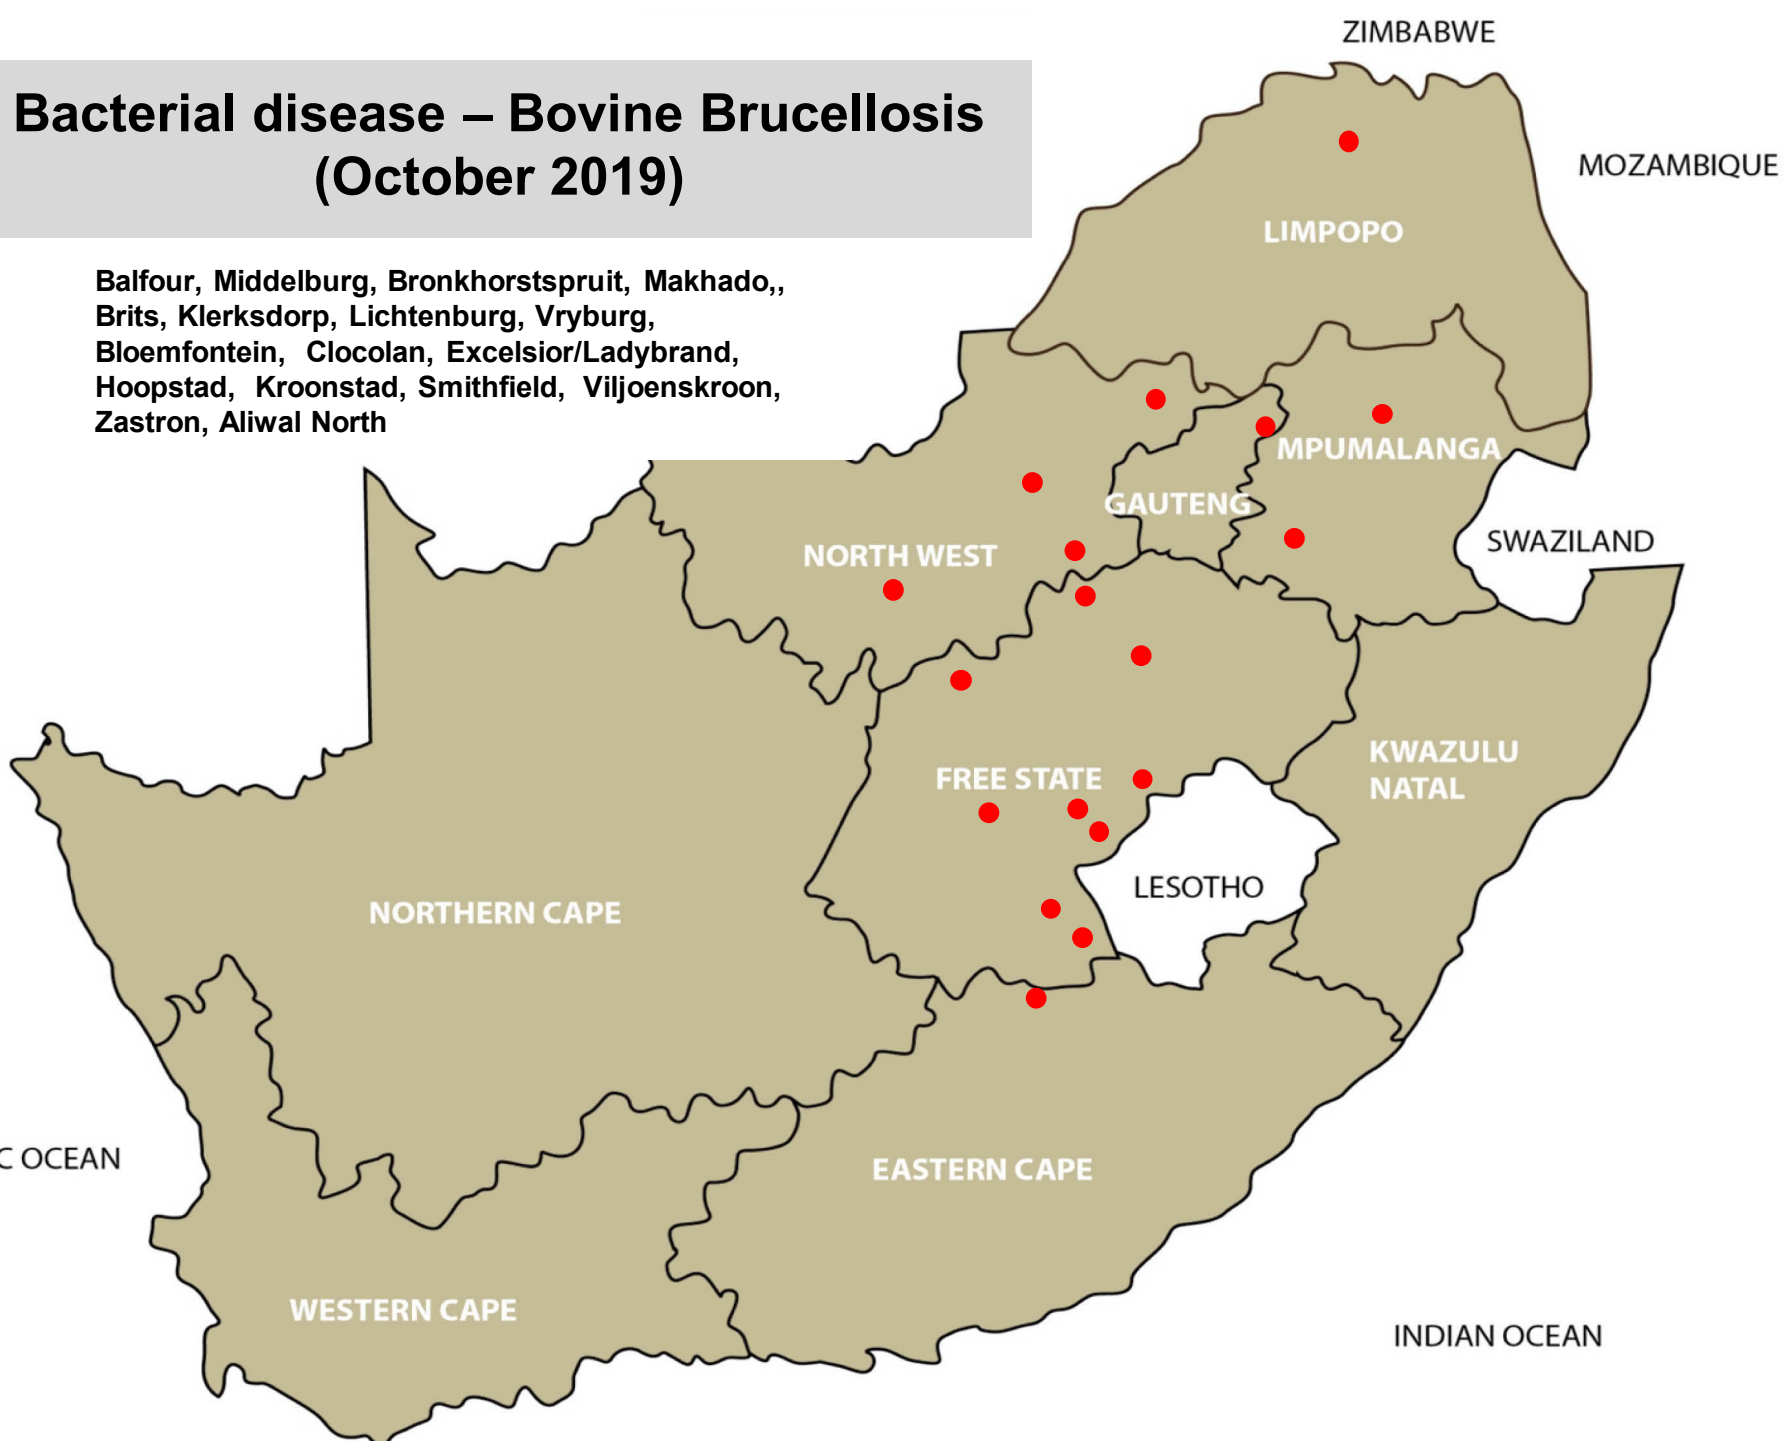 Bacterial disease – Bovine Brucellosis
(October 2019)
Balfour, Middelburg, Bronkhorstspruit, Makhado,,
Brits, Klerksdorp, Lichtenburg, Vryburg,
Bloemfontein, Clocolan, Excelsior/Ladybrand,
Hoopstad, Kroonstad, Smithfield, Viljoenskroon,
Zastron, Aliwal North
ZIMBABWE
MOZAMBIQUE
LIMPOPO
MPUMALANGA
GAUTENG
SWAZILAND
NORTH WEST
KWAZULU
NATAL
FREE STATE
LESOTHO
NORTHERN CAPE
C OCEAN
EASTERN CAPE
WESTERN CAPE
INDIAN OCEAN